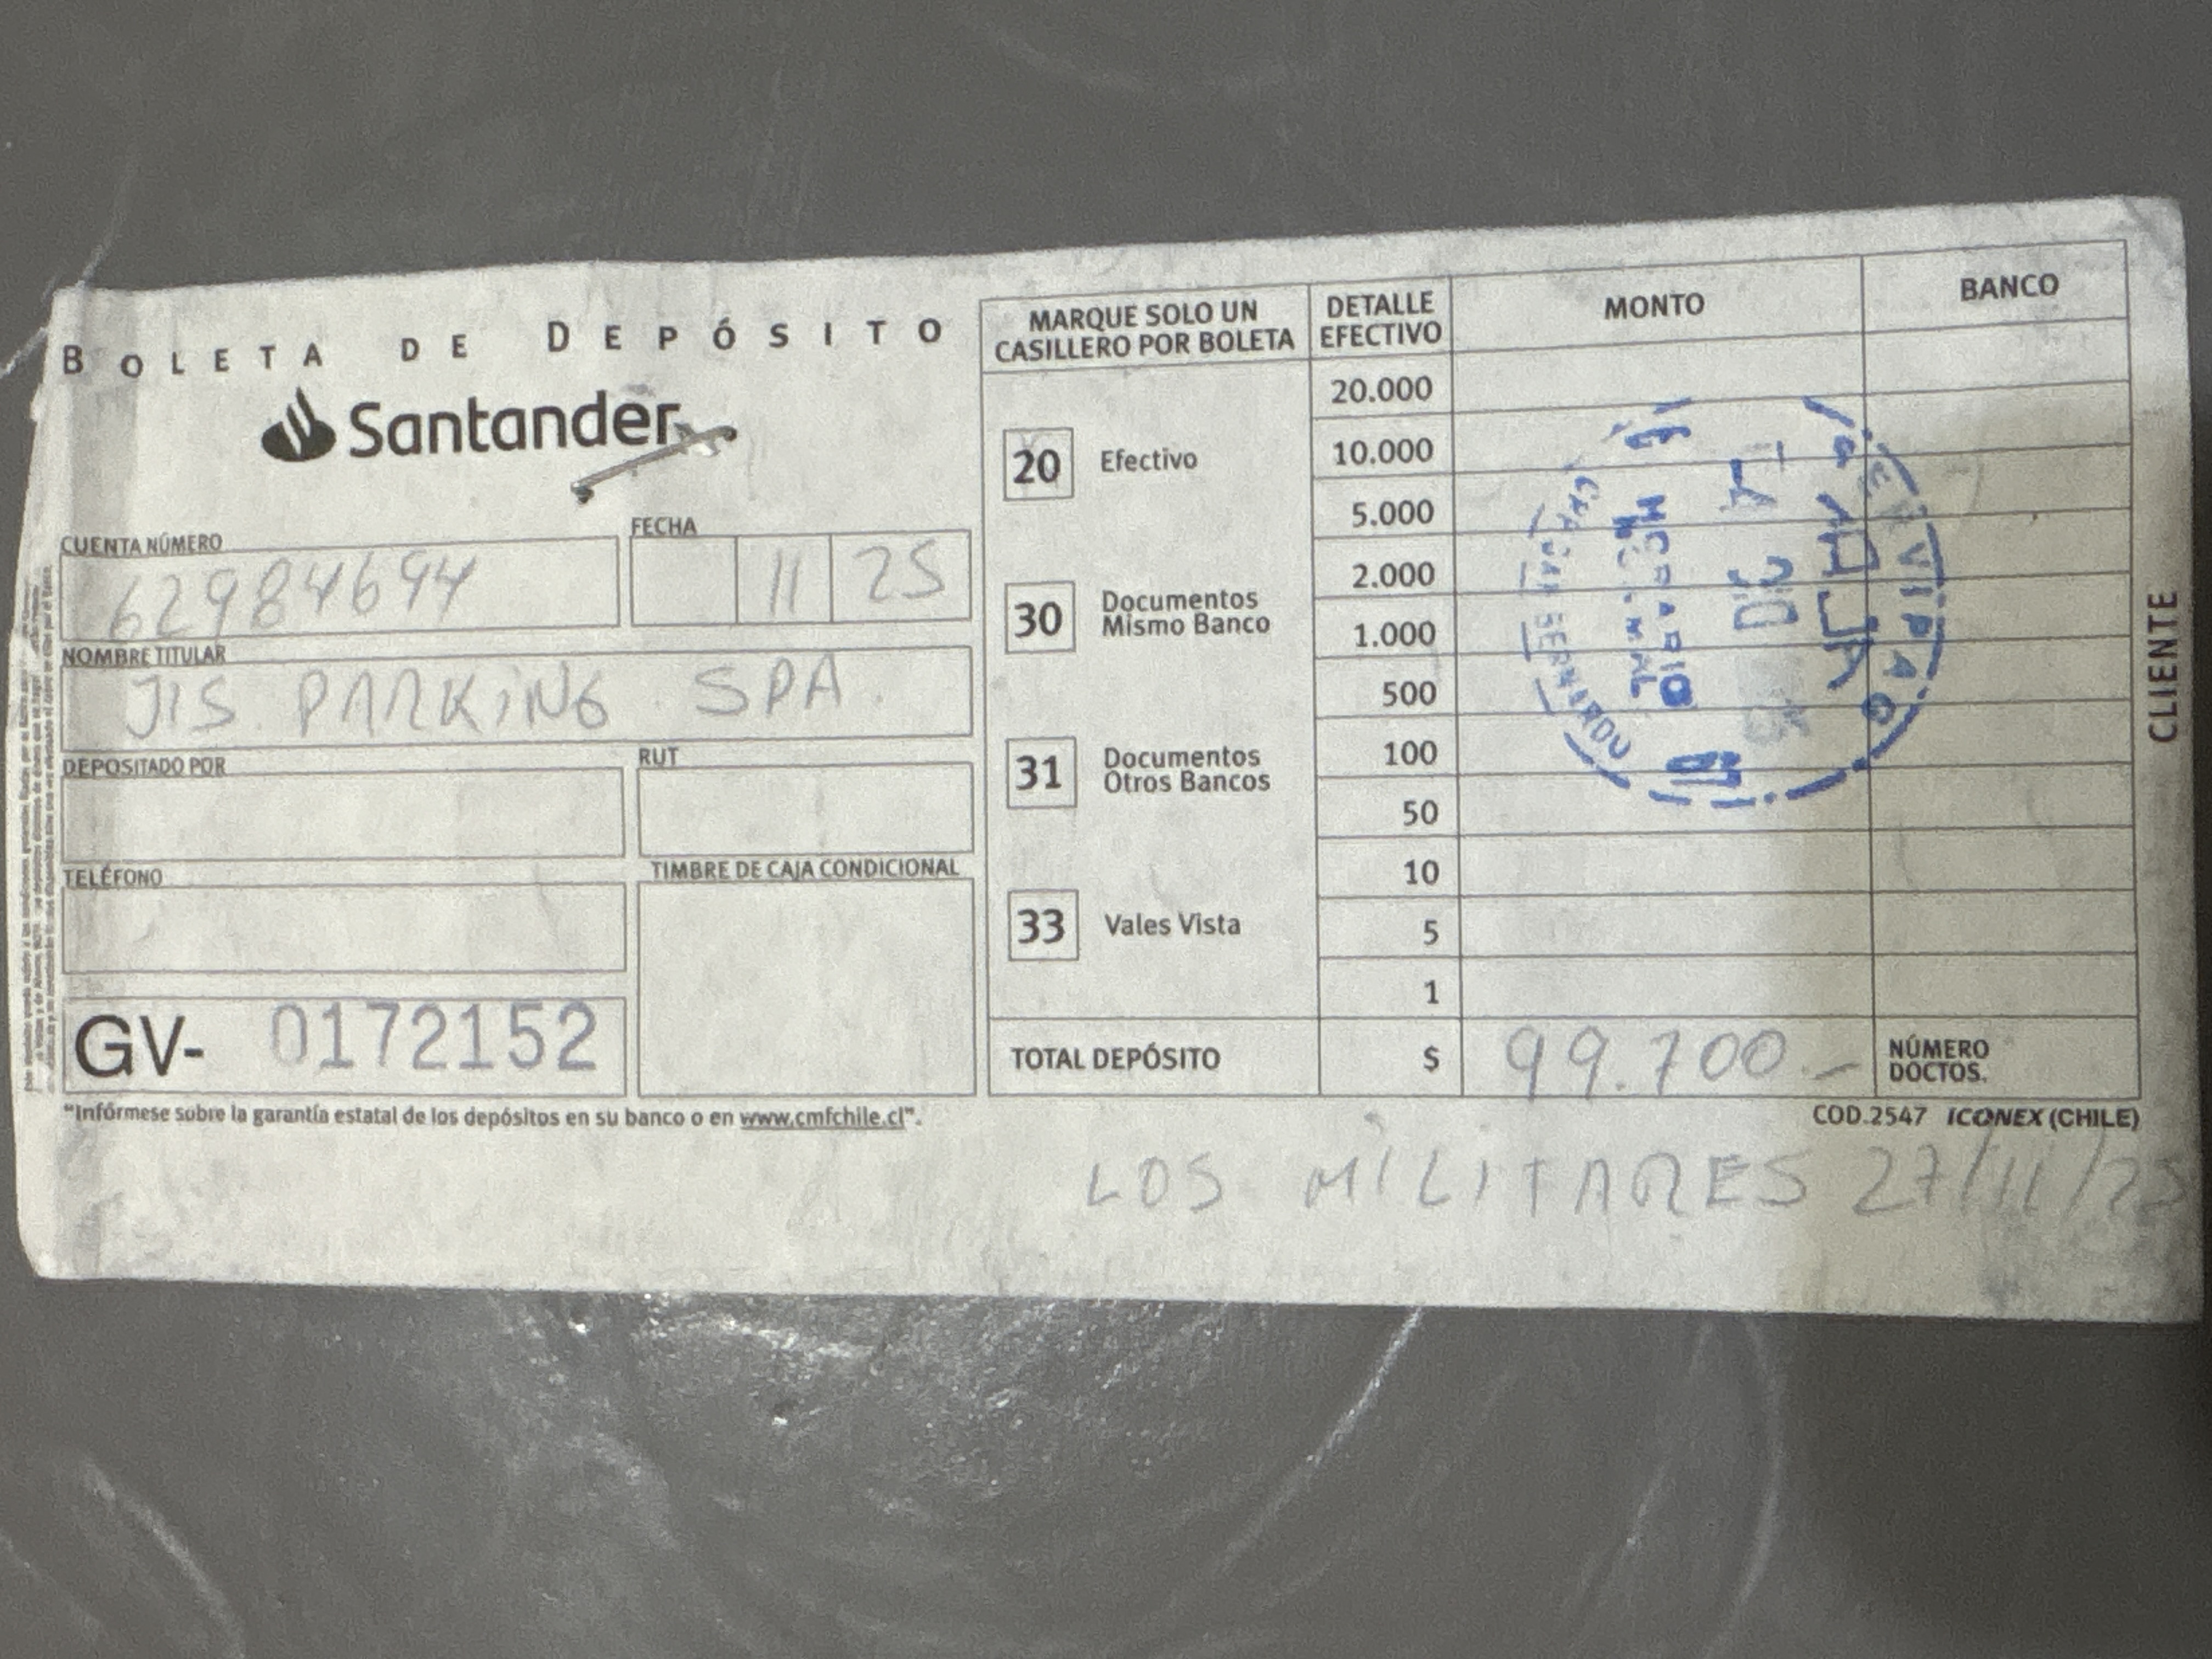 BOLETA DE DEPÓSITO
Santander
CUENTA NÚMERO
62984694
FECHA
11 25
NOMBRE TITULAR
JIS PARKING SPA
DEPOSITADO POR
RUT
TELÉFONO
TIMBRE DE CAJA CONDICIONAL
GV- 0172152
"Infórmese sobre la garantía estatal de los depósitos en su banco o en www.cmfchile.cl".
MARQUE SOLO UN
CASILLERO POR BOLETA
20 Efectivo
30 Documentos
Mismo Banco
31 Documentos
Otros Bancos
33 Vales Vista
DETALLE
EFECTIVO
MONTO
BANCO
20.000
10.000
5.000
2.000
1.000
500
100
50
10
5
1
TOTAL DEPÓSITO $ 99.700.-
NÚMERO
DOCTOS.
SERVIPAG
CAJA
HORARIO
NORMAL
BERNARDO
CLIENTE
COD.2547 ICONEX (CHILE)
LOS MILITARES 27/11/25